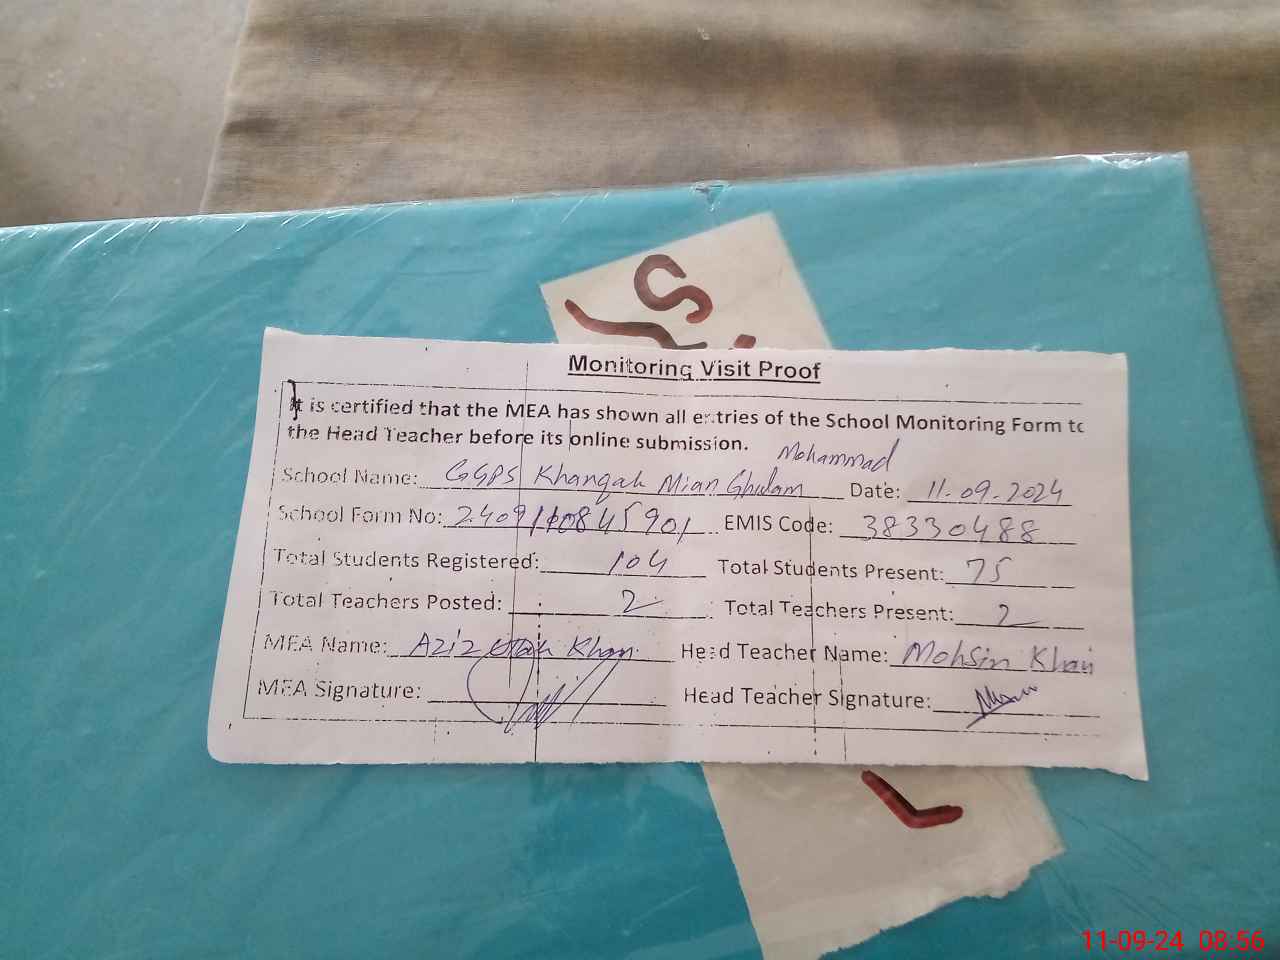 Monitoring Visit Proof
It is certified that the MEA has shown all entries of the School Monitoring Form to
the Head Teacher before its online submission.
Mohammad
School Name: GGPS Khanqah Mian Ghulam Date: 11.09.2024
School Form No: 2409110845901 EMIS Code: 38330488
Total Students Registered: 104 Total Students Present: 75
Total Teachers Posted: 2 Total Teachers Present: 2
MEA Name: Aziz Ullah Khan Head Teacher Name: Mohsin Khan
MEA Signature: Head Teacher Signature:
11-09-24 08:56